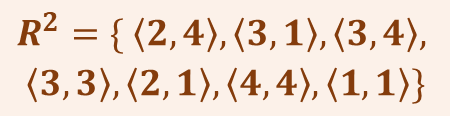 R² = { ⟨2,4⟩,⟨3,1⟩,⟨3,4⟩,
⟨3,3⟩,⟨2,1⟩,⟨4,4⟩,⟨1,1⟩}